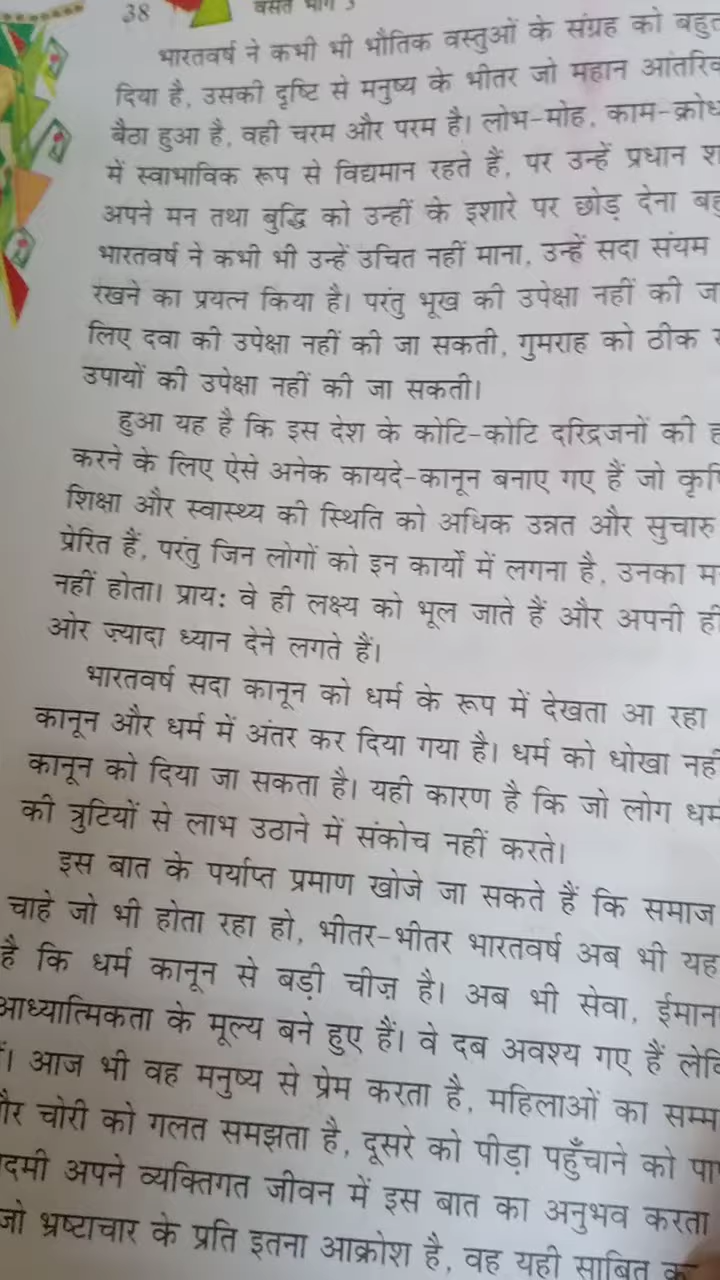 38
वसंत भाग 3
भारतवर्ष ने कभी भी भौतिक वस्तुओं के संग्रह को बहुत
दिया है, उसकी दृष्टि से मनुष्य के भीतर जो महान आंतरिक
बैठा हुआ है, वही चरम और परम है। लोभ-मोह, काम-क्रोध
में स्वाभाविक रूप से विद्यमान रहते हैं, पर उन्हें प्रधान
अपने मन तथा बुद्धि को उन्हीं के इशारे पर छोड़ देना
भारतवर्ष ने कभी भी उन्हें उचित नहीं माना, उन्हें सदा संयम
रखने का प्रयत्न किया है। परंतु भूख की उपेक्षा नहीं की
लिए दवा की उपेक्षा नहीं की जा सकती, गुमराह को ठीक
उपायों की उपेक्षा नहीं की जा सकती।
हुआ यह है कि इस देश के कोटि-कोटि दरिद्रजनों की
करने के लिए ऐसे अनेक कायदे-कानून बनाए गए हैं जो
शिक्षा और स्वास्थ्य की स्थिति को अधिक उन्नत और सुचारु
प्रेरित हैं, परंतु जिन लोगों को इन कार्यों में लगना है, उनका
नहीं होता। प्रायः वे ही लक्ष्य को भूल जाते हैं और अपनी ही
ओर ज़्यादा ध्यान देने लगते हैं।
भारतवर्ष सदा कानून को धर्म के रूप में देखता आ रहा
कानून और धर्म में अंतर कर दिया गया है। धर्म को धोखा
कानून को दिया जा सकता है। यही कारण है कि जो लोग
की त्रुटियों से लाभ उठाने में संकोच नहीं करते।
इस बात के पर्याप्त प्रमाण खोजे जा सकते हैं कि समाज
चाहे जो भी होता रहा हो, भीतर-भीतर भारतवर्ष अब भी यह
है कि धर्म कानून से बड़ी चीज़ है। अब भी सेवा,
आध्यात्मिकता के मूल्य बने हुए हैं। वे दब अवश्य गए हैं
आज भी वह मनुष्य से प्रेम करता है, महिलाओं का
चोरी को गलत समझता है, दूसरे को पीड़ा पहुँचाने को
अपने व्यक्तिगत जीवन में इस बात का अनुभव करता
जो भ्रष्टाचार के प्रति इतना आक्रोश है, वह यही साबित